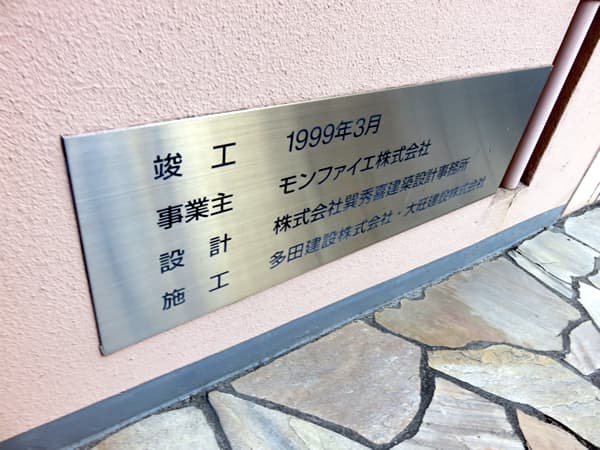 竣工 1999年3月
事業主 モンファイエ株式会社
設計 株式会社巽秀喜建築設計事務所
施工 多田建設株式会社・大荘建設株式会社